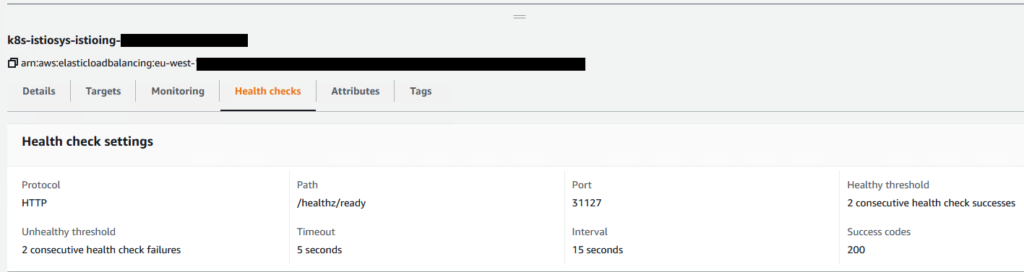 k8s-istiosys-istioing-
arn:aws:elasticloadbalancing:eu-west-
Details Targets Monitoring Health checks Attributes Tags
Health check settings
Protocol Path Port Healthy threshold
HTTP /healthz/ready 31127 2 consecutive health check successes
Unhealthy threshold Timeout Interval Success codes
2 consecutive health check failures 5 seconds 15 seconds 200